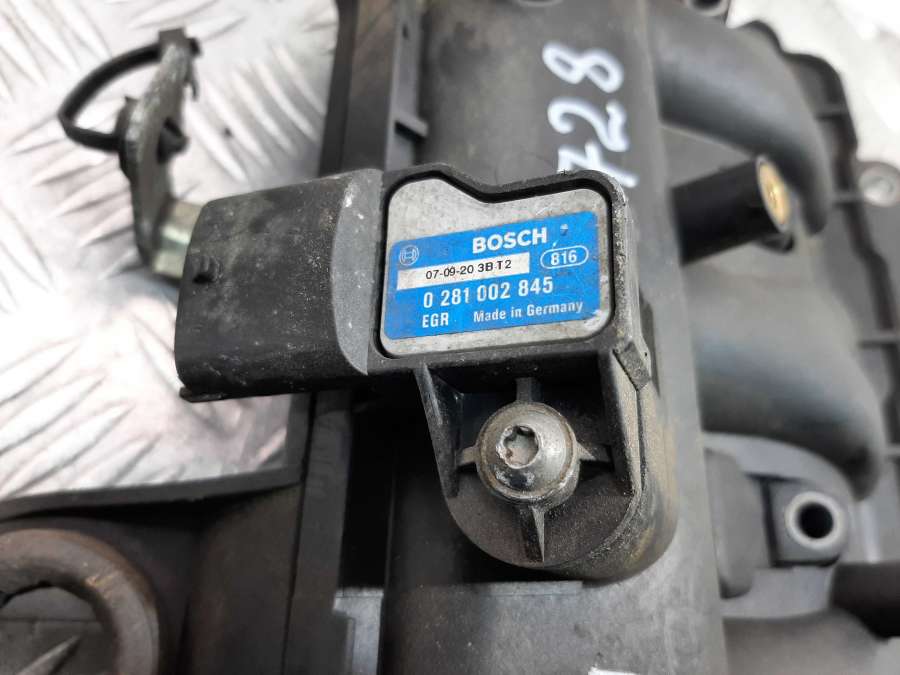 728
BOSCH
816
07-09-20 3B T2
0 281 002 845
EGR Made in Germany